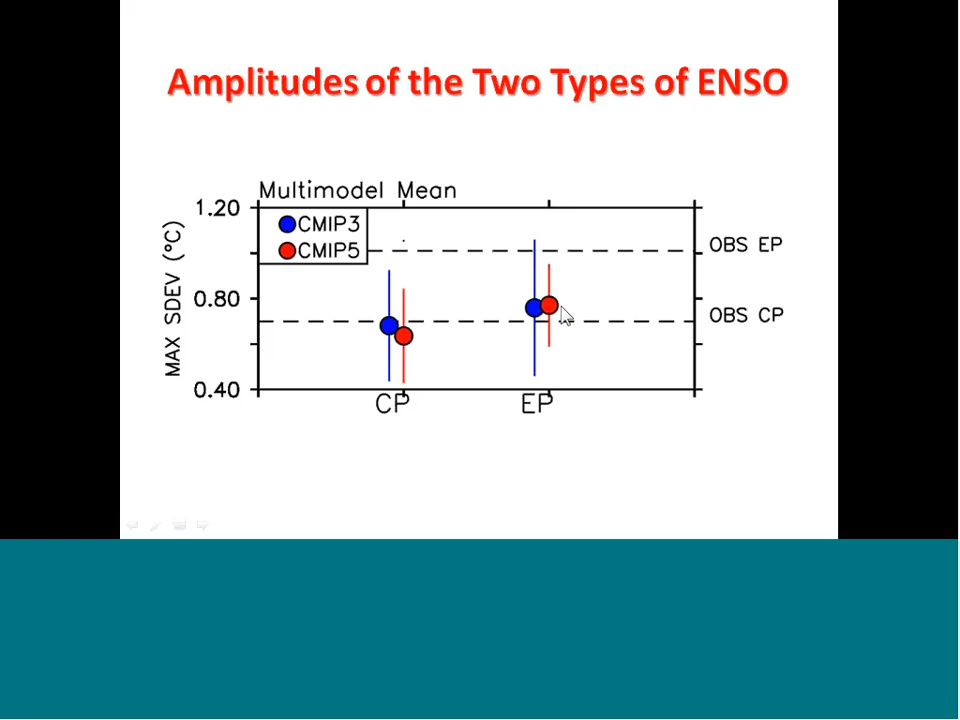 Amplitudes of the Two Types of ENSO
Multimodel Mean
1.20
CMIP3
CMIP5
OBS EP
MAX SDEV (°C)
0.80
OBS CP
0.40
CP
EP